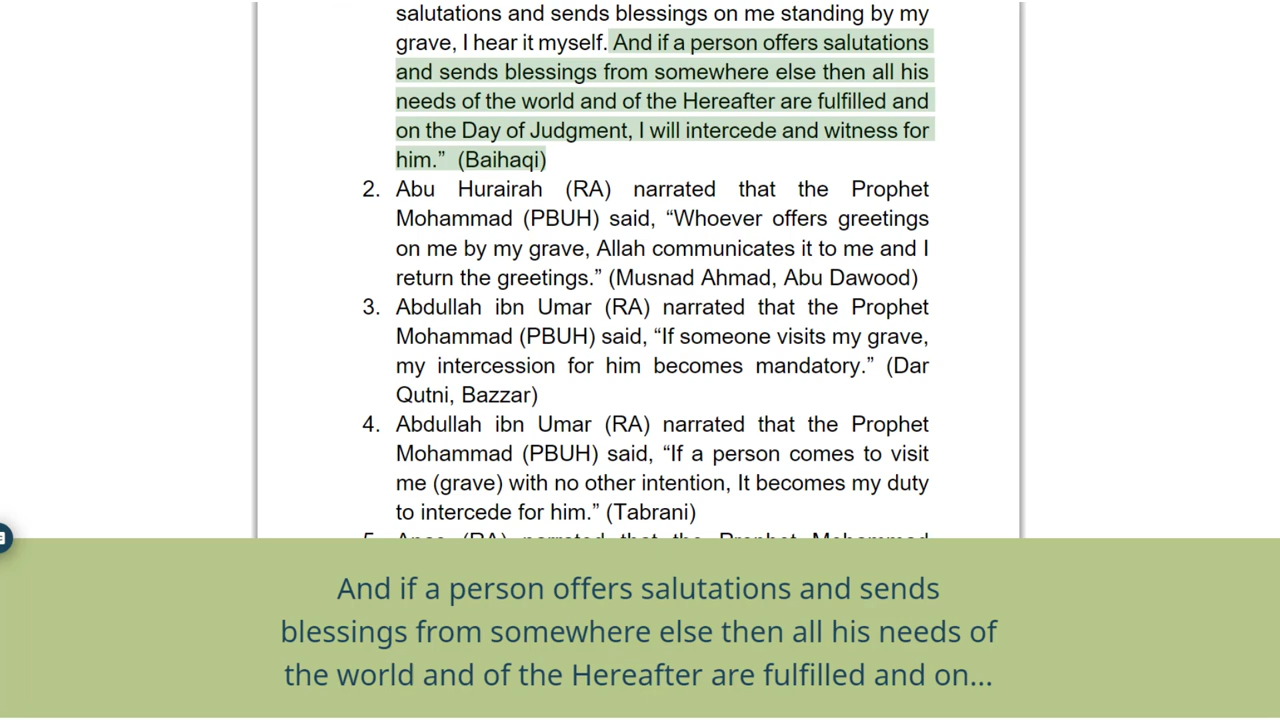 salutations and sends blessings on me standing by my
grave, I hear it myself. And if a person offers salutations
and sends blessings from somewhere else then all his
needs of the world and of the Hereafter are fulfilled and
on the Day of Judgment, I will intercede and witness for
him.” (Baihaqi)
2. Abu Hurairah (RA) narrated that the Prophet
Mohammad (PBUH) said, “Whoever offers greetings
on me by my grave, Allah communicates it to me and I
return the greetings.” (Musnad Ahmad, Abu Dawood)
3. Abdullah ibn Umar (RA) narrated that the Prophet
Mohammad (PBUH) said, “If someone visits my grave,
my intercession for him becomes mandatory.” (Dar
Qutni, Bazzar)
4. Abdullah ibn Umar (RA) narrated that the Prophet
Mohammad (PBUH) said, “If a person comes to visit
me (grave) with no other intention, It becomes my duty
to intercede for him.” (Tabrani)
5. Anas (RA) narrated that the Prophet Mohammad
And if a person offers salutations and sends
blessings from somewhere else then all his needs of
the world and of the Hereafter are fulfilled and on...